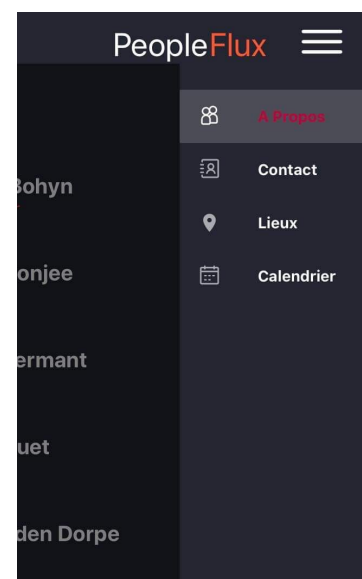 PeopleFlux
A Propos
Bohyn
Contact
Lieux
onjee
Calendrier
ermant
uet
den Dorpe